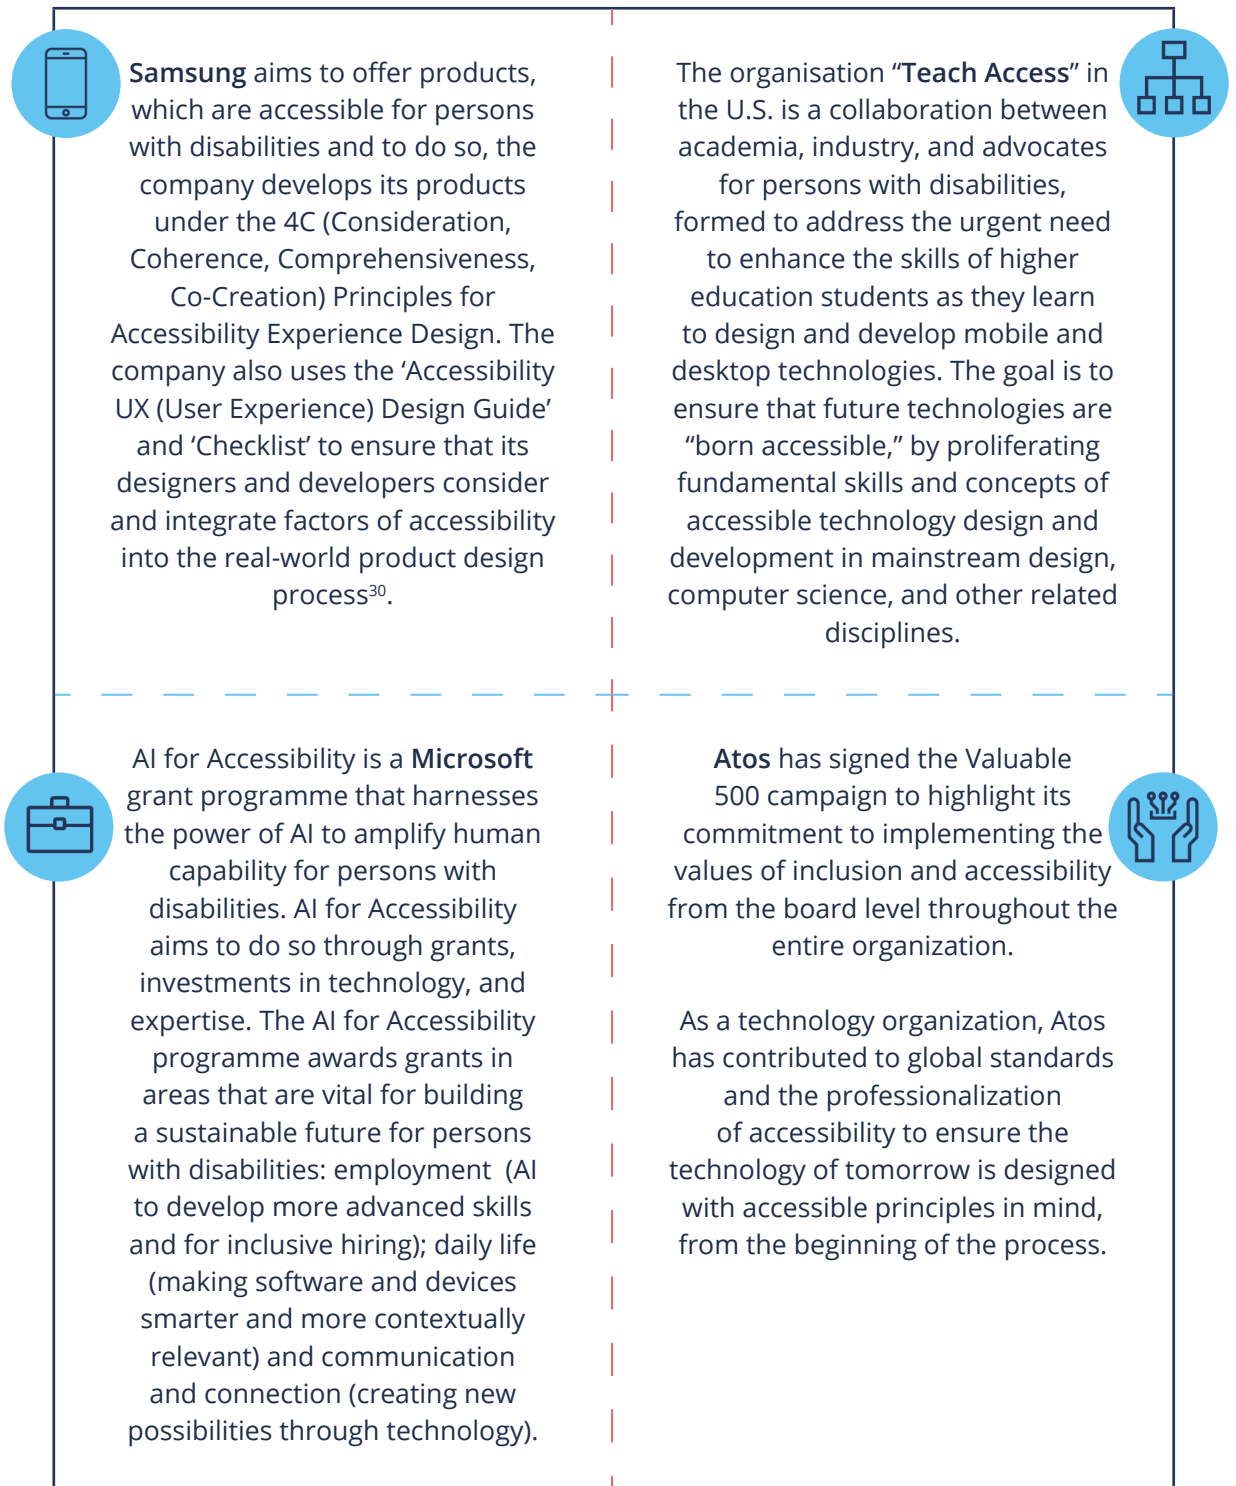 Samsung aims to offer products,
which are accessible for persons
with disabilities and to do so, the
company develops its products
under the 4C (Consideration,
Coherence, Comprehensiveness,
Co-Creation) Principles for
Accessibility Experience Design. The
company also uses the ‘Accessibility
UX (User Experience) Design Guide’
and ‘Checklist’ to ensure that its
designers and developers consider
and integrate factors of accessibility
into the real-world product design
process³⁰.
The organisation “Teach Access” in
the U.S. is a collaboration between
academia, industry, and advocates
for persons with disabilities,
formed to address the urgent need
to enhance the skills of higher
education students as they learn
to design and develop mobile and
desktop technologies. The goal is to
ensure that future technologies are
“born accessible,” by proliferating
fundamental skills and concepts of
accessible technology design and
development in mainstream design,
computer science, and other related
disciplines.
AI for Accessibility is a Microsoft
grant programme that harnesses
the power of AI to amplify human
capability for persons with
disabilities. AI for Accessibility
aims to do so through grants,
investments in technology, and
expertise. The AI for Accessibility
programme awards grants in
areas that are vital for building
a sustainable future for persons
with disabilities: employment (AI
to develop more advanced skills
and for inclusive hiring); daily life
(making software and devices
smarter and more contextually
relevant) and communication
and connection (creating new
possibilities through technology).
Atos has signed the Valuable
500 campaign to highlight its
commitment to implementing the
values of inclusion and accessibility
from the board level throughout the
entire organization.
As a technology organization, Atos
has contributed to global standards
and the professionalization
of accessibility to ensure the
technology of tomorrow is designed
with accessible principles in mind,
from the beginning of the process.